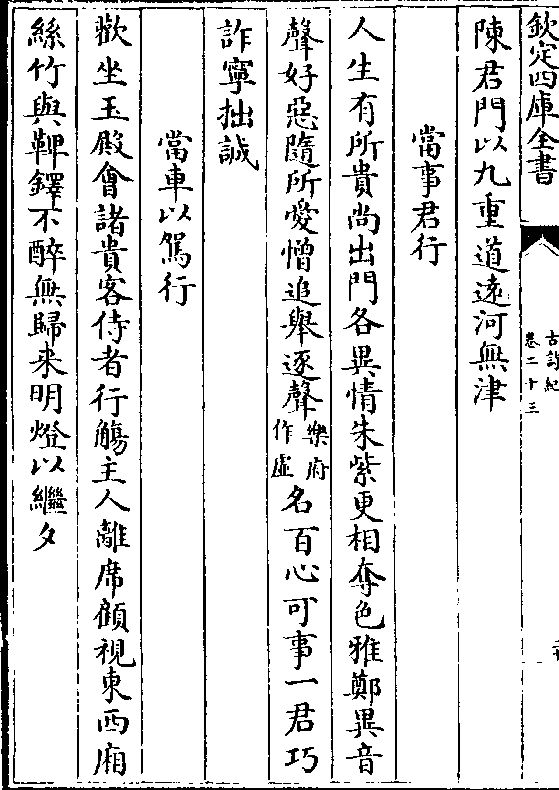 欽定四庫全書
古詩紀
卷二十三
陳君門以九重道遠河無津
當事君行
人生有所貴尚出門各異情朱紫更相奪色雅鄭異音
聲好惡隨所愛憎追舉逐聲樂府作虛名百心可事一君巧
詐寧拙誠
當車以駕行
歡坐玉殿會諸貴客侍者行觴主人離席顧視東西廂
絲竹與鞞鐸不醉無歸來明燈以繼夕